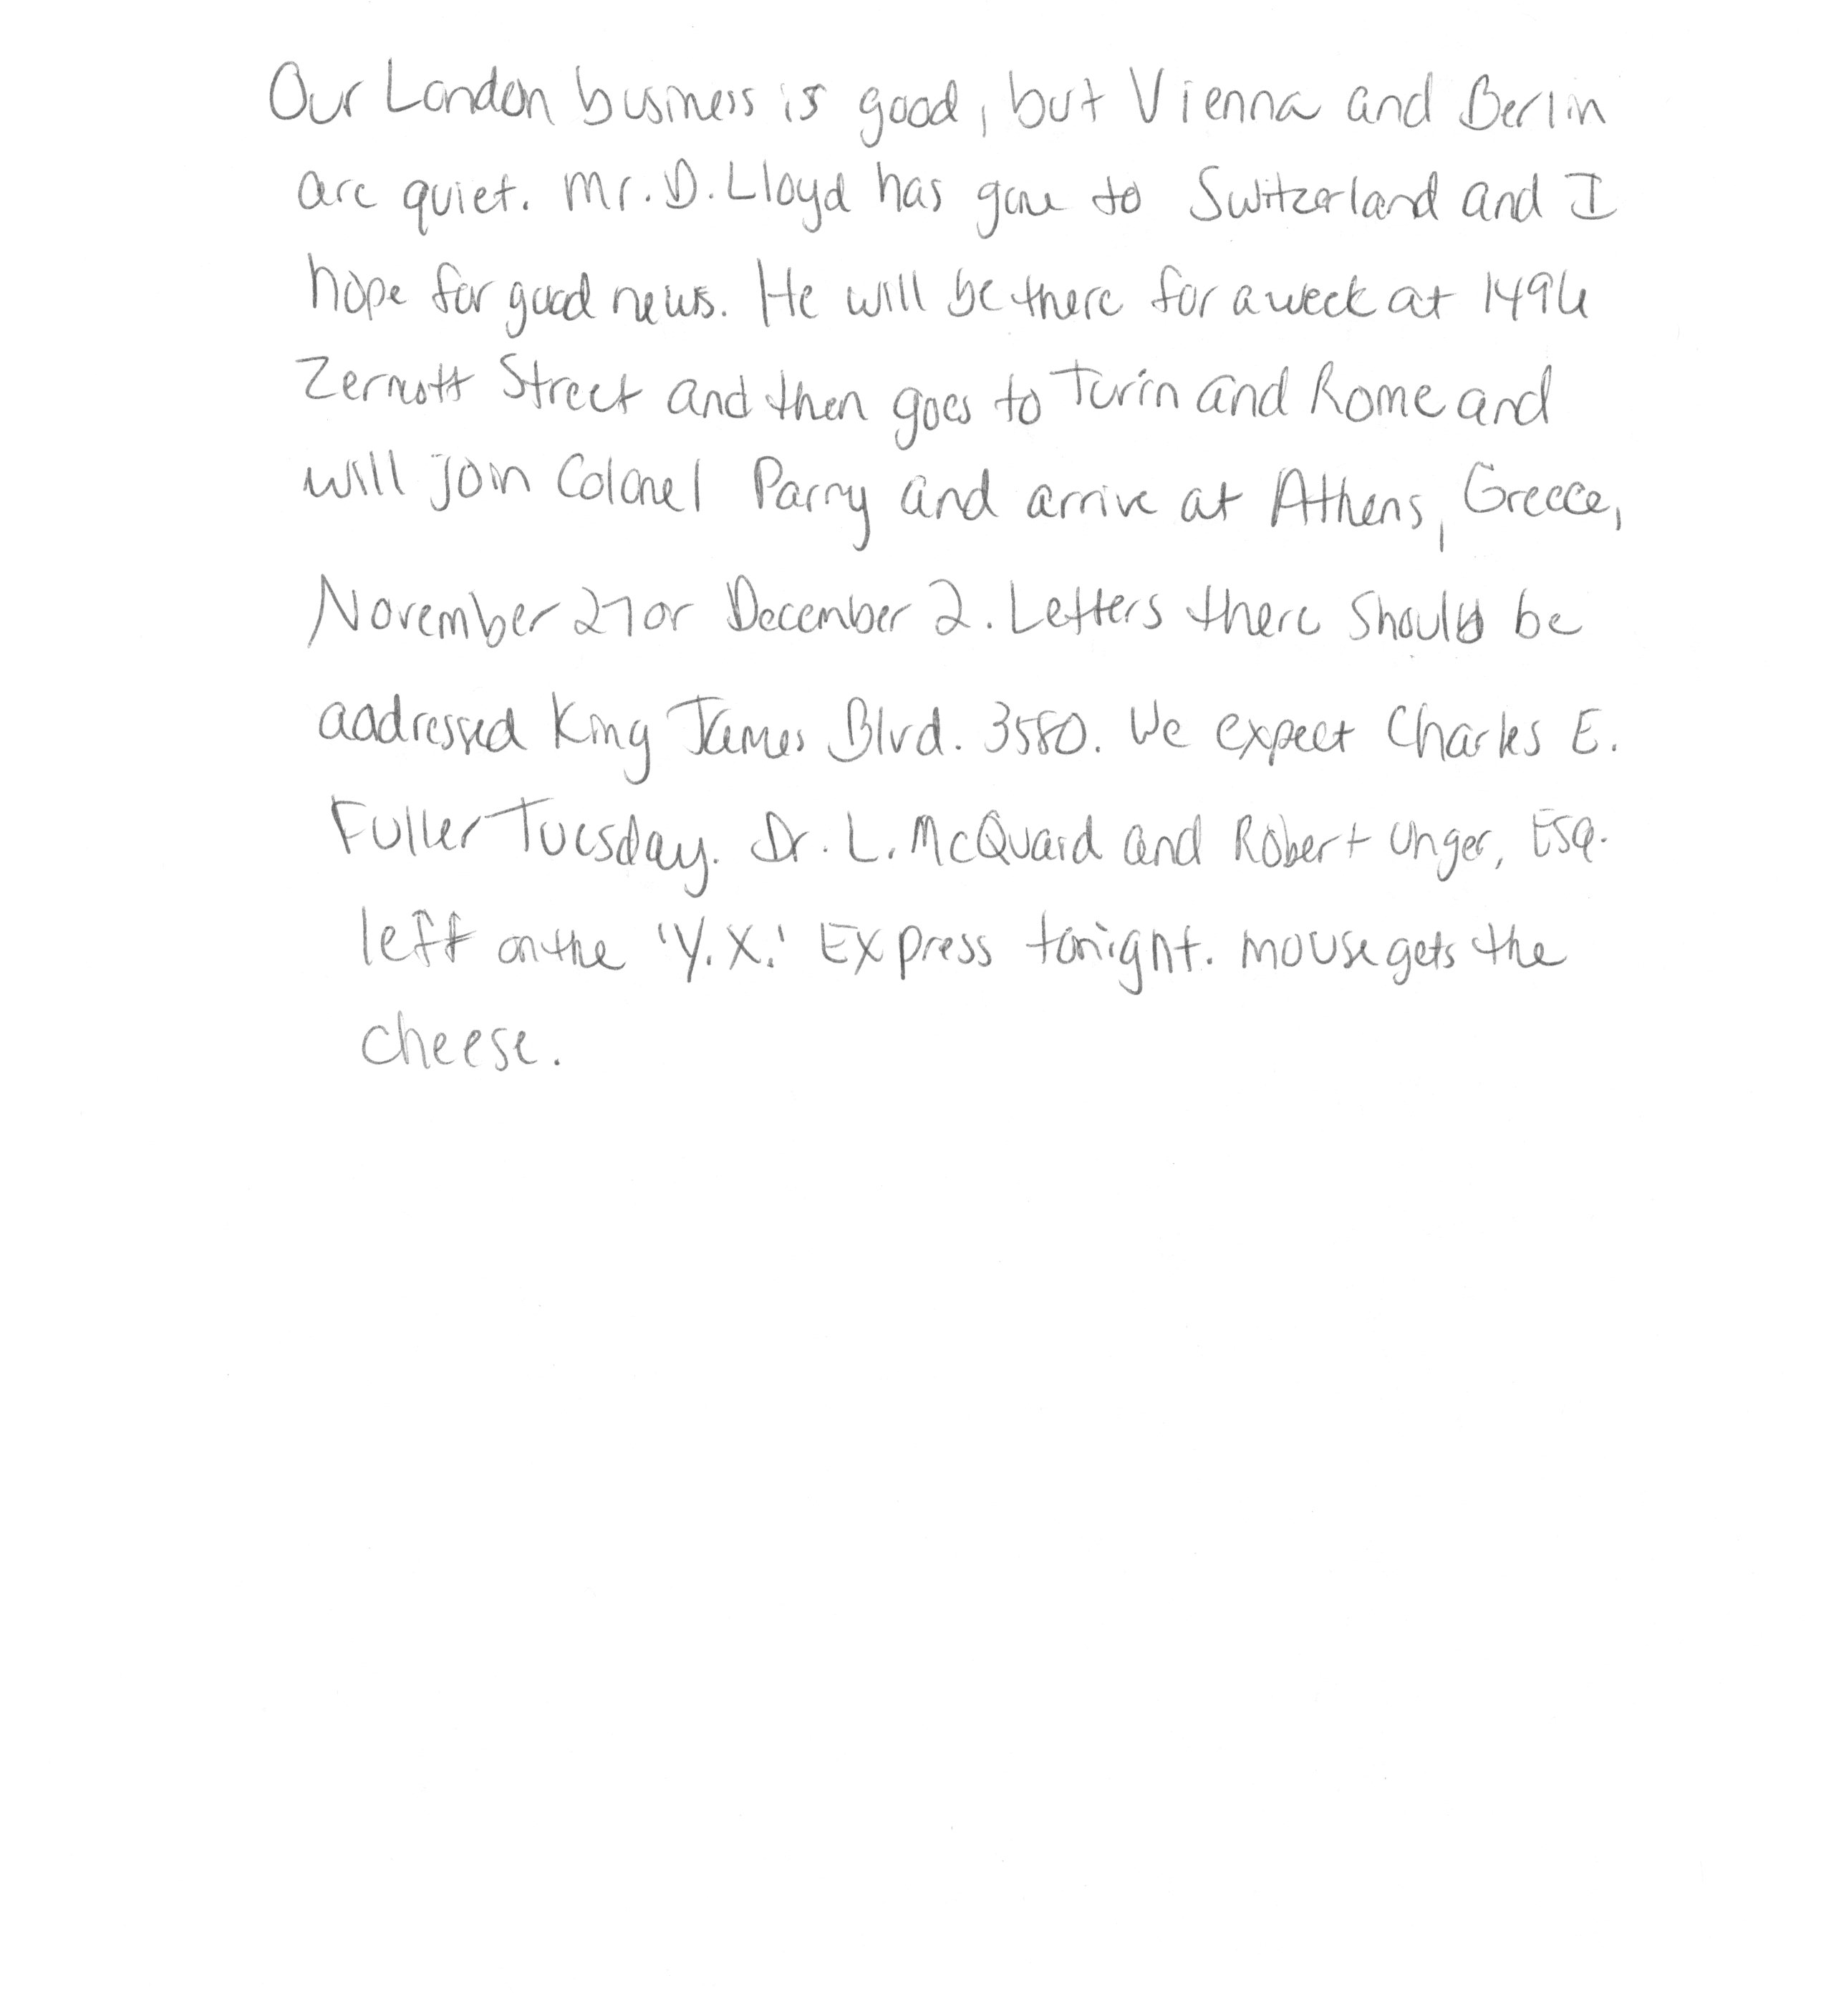 Our London business is good, but Vienna and Berlin
are quiet. Mr. D. Lloyd has gone to Switzerland and I
hope for good news. He will be there for a week at 1496
Zermott Street and then goes to Turin and Rome and
will join Colonel Parry and arrive at Athens, Greece,
November 27 or December 2. Letters there should be
addressed King James Blvd. 3580. We expect Charles E.
Fuller Tuesday. Dr. L. McQuaid and Robert Unger, Esq.
left on the 'Y.X.' Express tonight. mouse gets the
cheese.